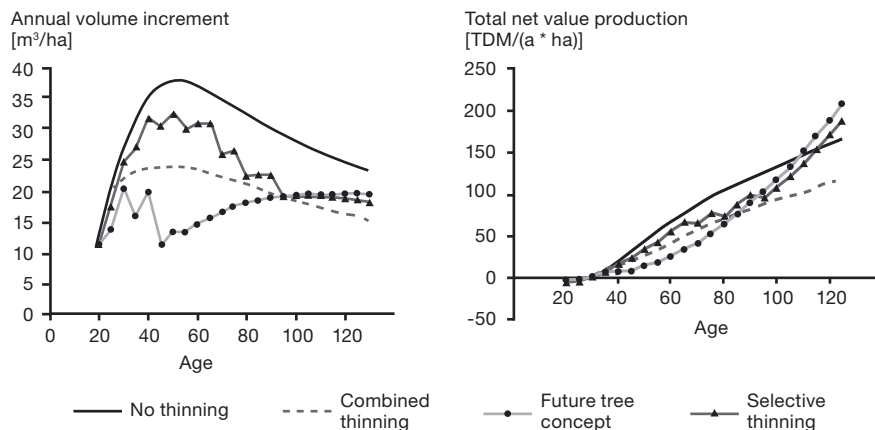 Annual volume increment
[m³/ha]
40
35
30
25
20
15
10
5
0
0 20 40 60 80 100 120
Age
Total net value production
[TDM/(a * ha)]
250
200
150
100
50
0
-50
20 40 60 80 100 120
Age
No thinning
Combined
thinning
Future tree
concept
Selective
thinning